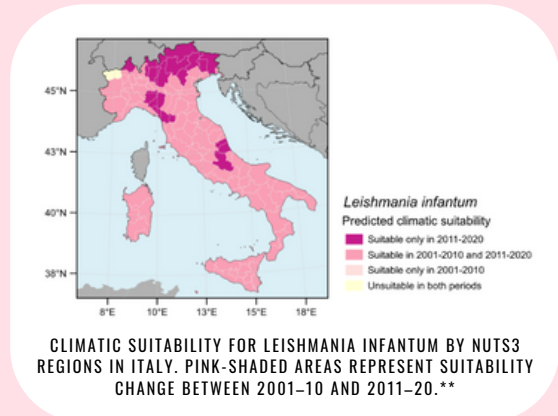 45°N
43°N
40°N
38°N
8°E 10°E 13°E 15°E 18°E
Leishmania infantum
Predicted climatic suitability
Suitable only in 2011-2020
Suitable in 2001-2010 and 2011-2020
Suitable only in 2001-2010
Unsuitable in both periods
CLIMATIC SUITABILITY FOR LEISHMANIA INFANTUM BY NUTS3
REGIONS IN ITALY. PINK-SHADED AREAS REPRESENT SUITABILITY
CHANGE BETWEEN 2001–10 AND 2011–20.**